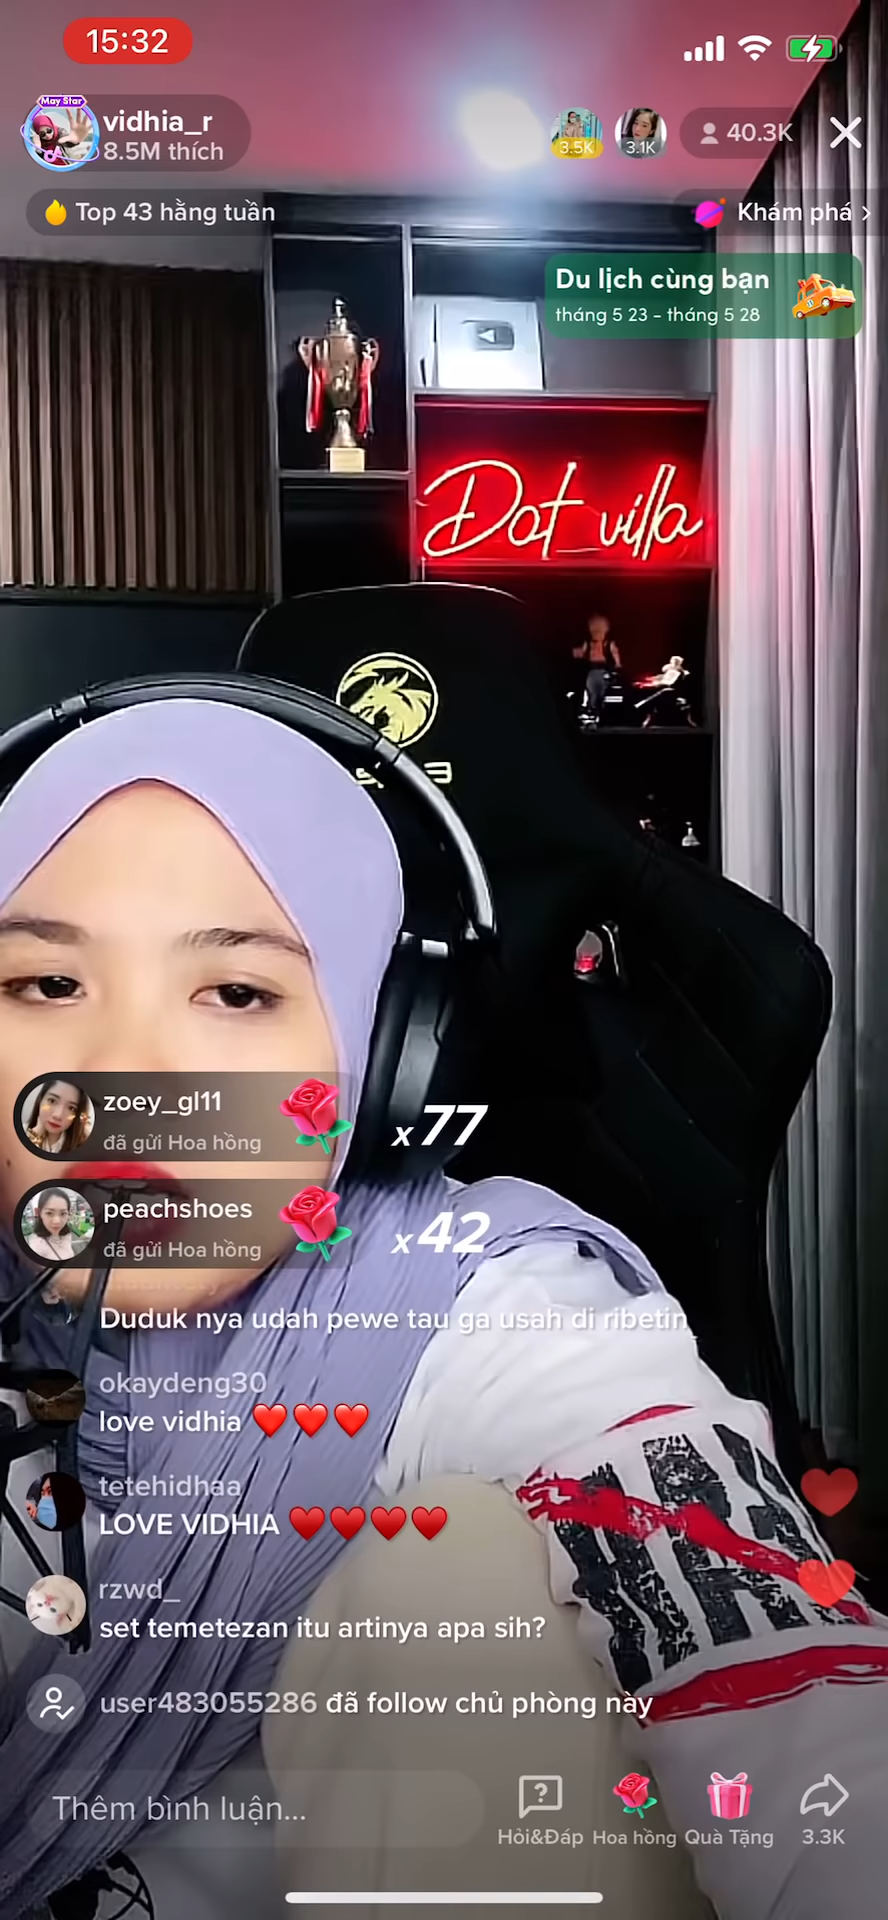 15:32
May Star
vidhia_r
8.5M thích
3.5K
3.1K
40.3K
Top 43 hằng tuần
Khám phá
Du lịch cùng bạn
tháng 5 23 - tháng 5 28
Dot villa
zoey_gl11
đã gửi Hoa hồng
x77
peachshoes
đã gửi Hoa hồng
x42
Duduk nya udah pewe tau ga usah di ribetin
okaydeng30
love vidhia ❤️❤️❤️
tetehidhaa
LOVE VIDHIA ♥️♥️♥️♥️
rzwd_
set temetezan itu artinya apa sih?
user483055286 đã follow chủ phòng này
Thêm bình luận...
Hỏi&Đáp
Hoa hồng
Quà Tặng
3.3K